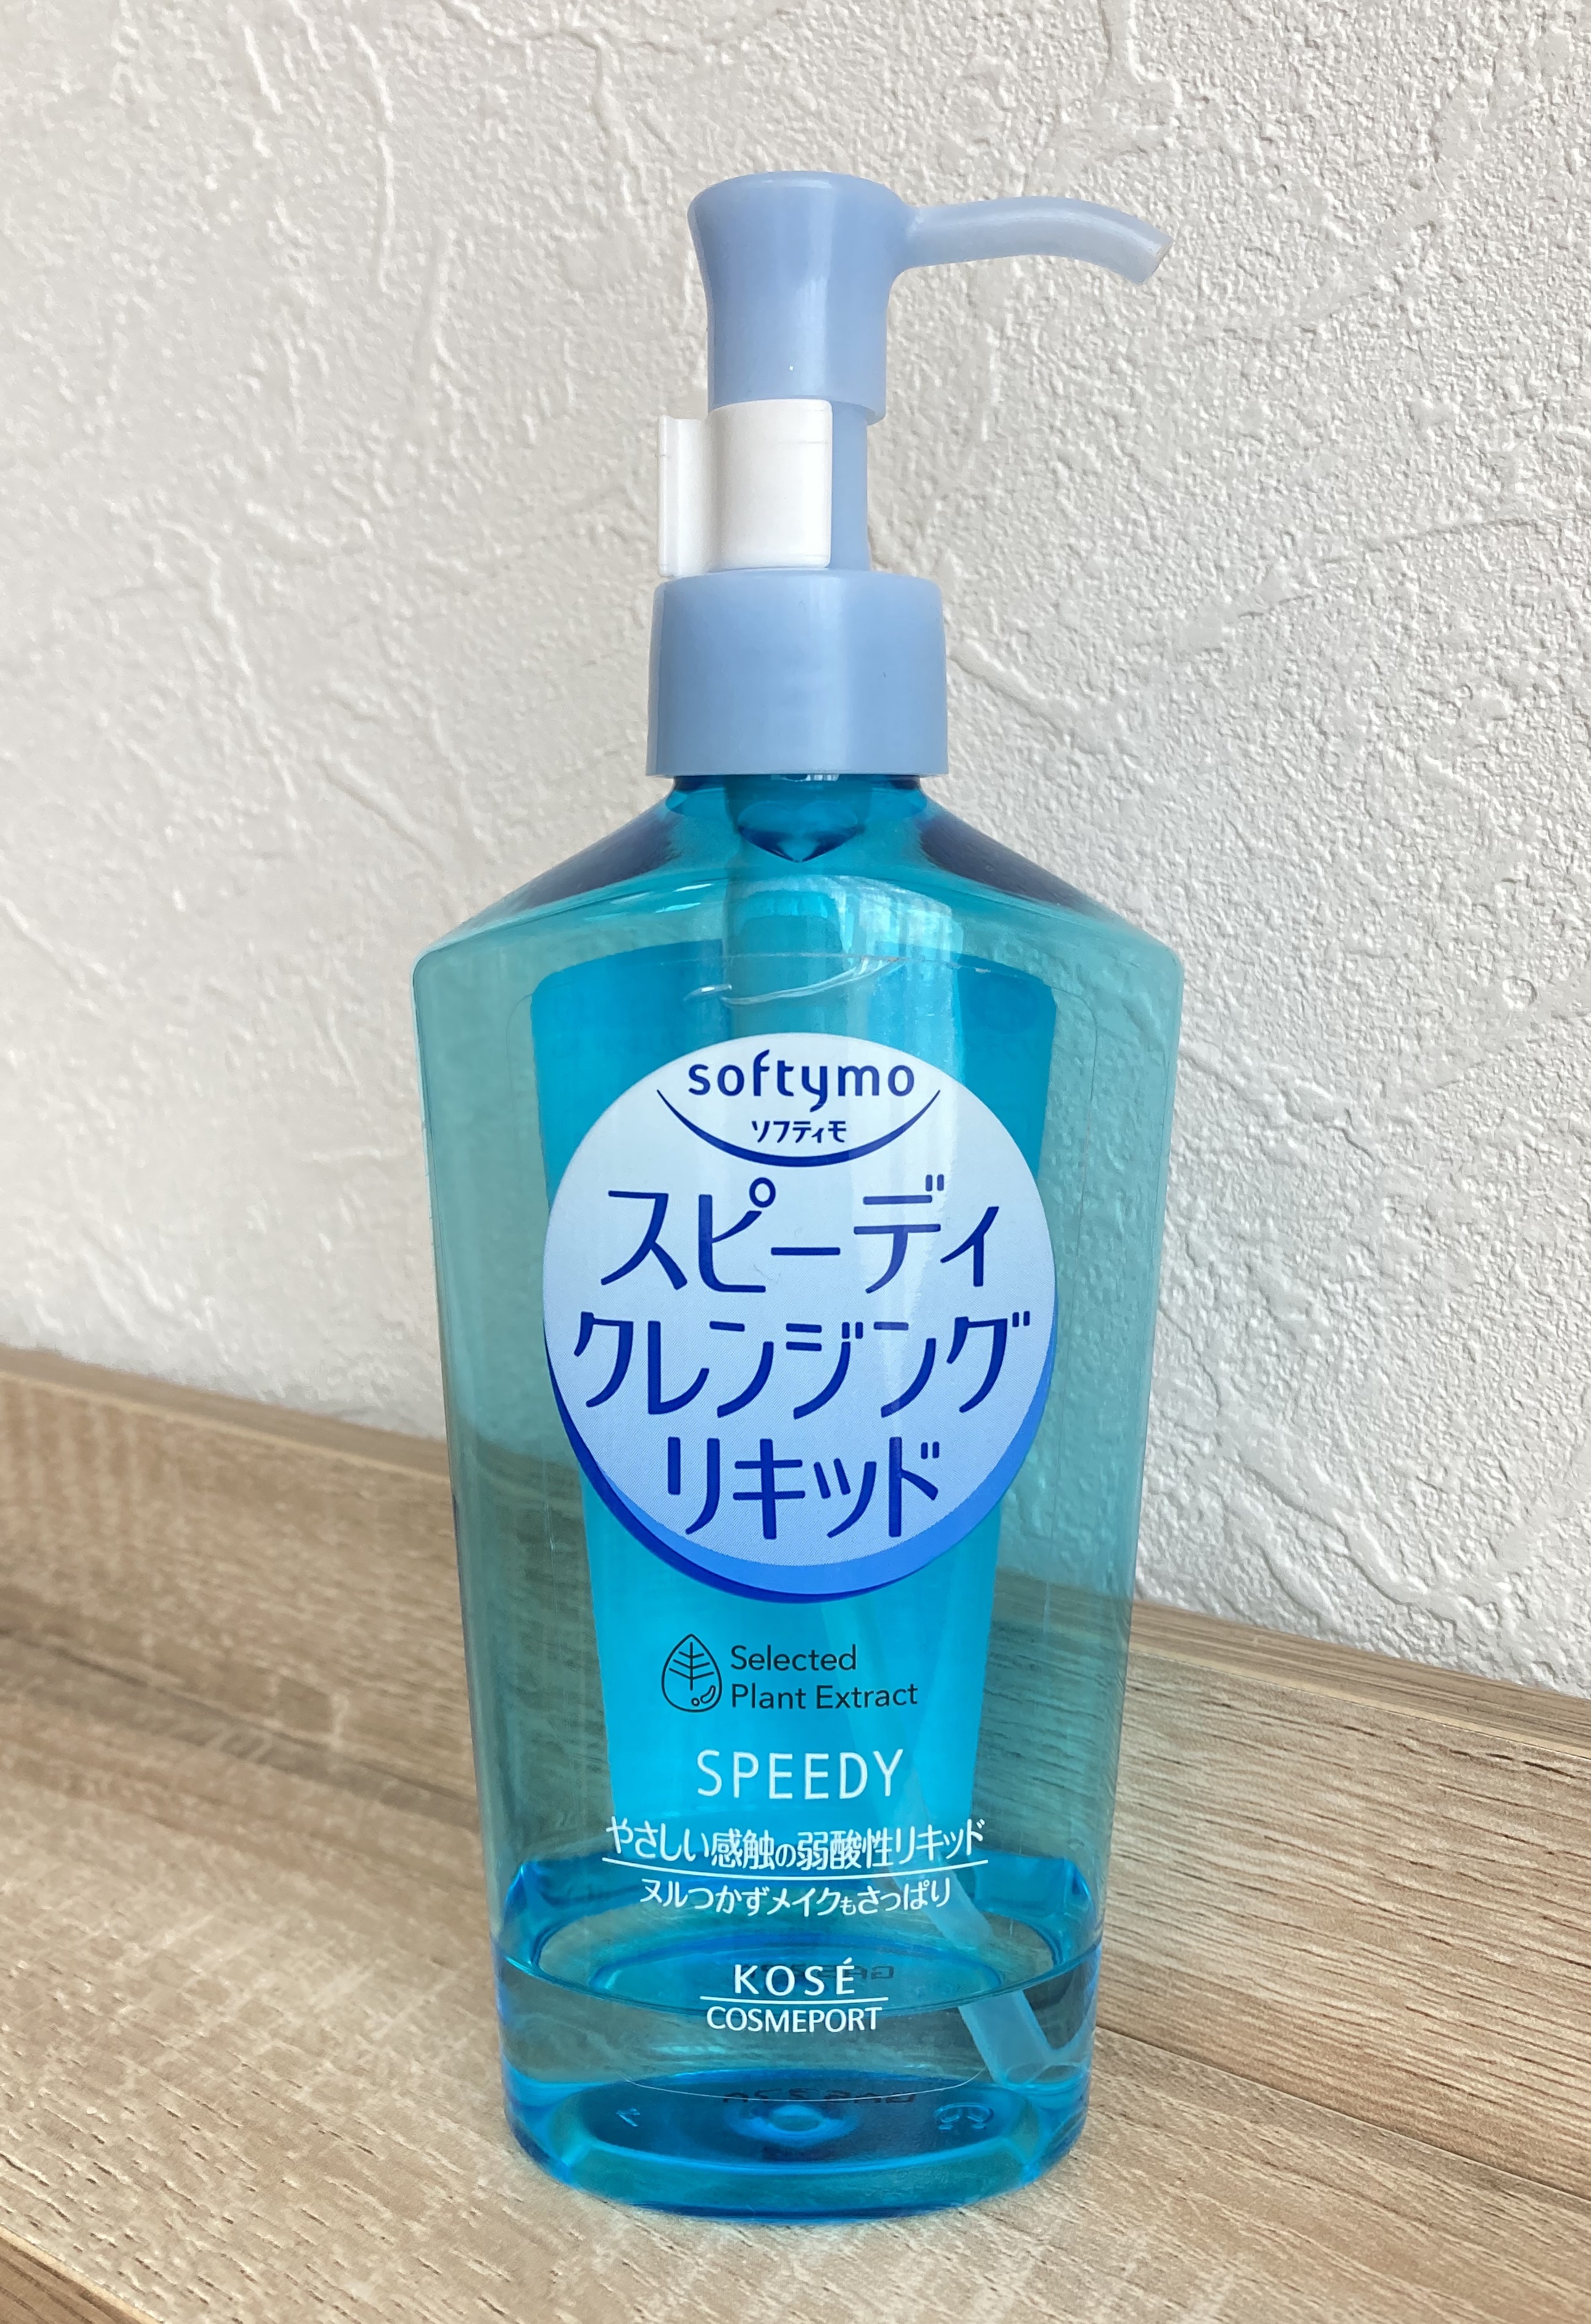 softymo
ソフティモ
スピーディ
クレンジング
リキッド
Selected
Plant Extract
SPEEDY
やさしい感触の弱酸性リキッド
ヌルつかずメイクもさっぱり
KOSÉ
COSMEPORT